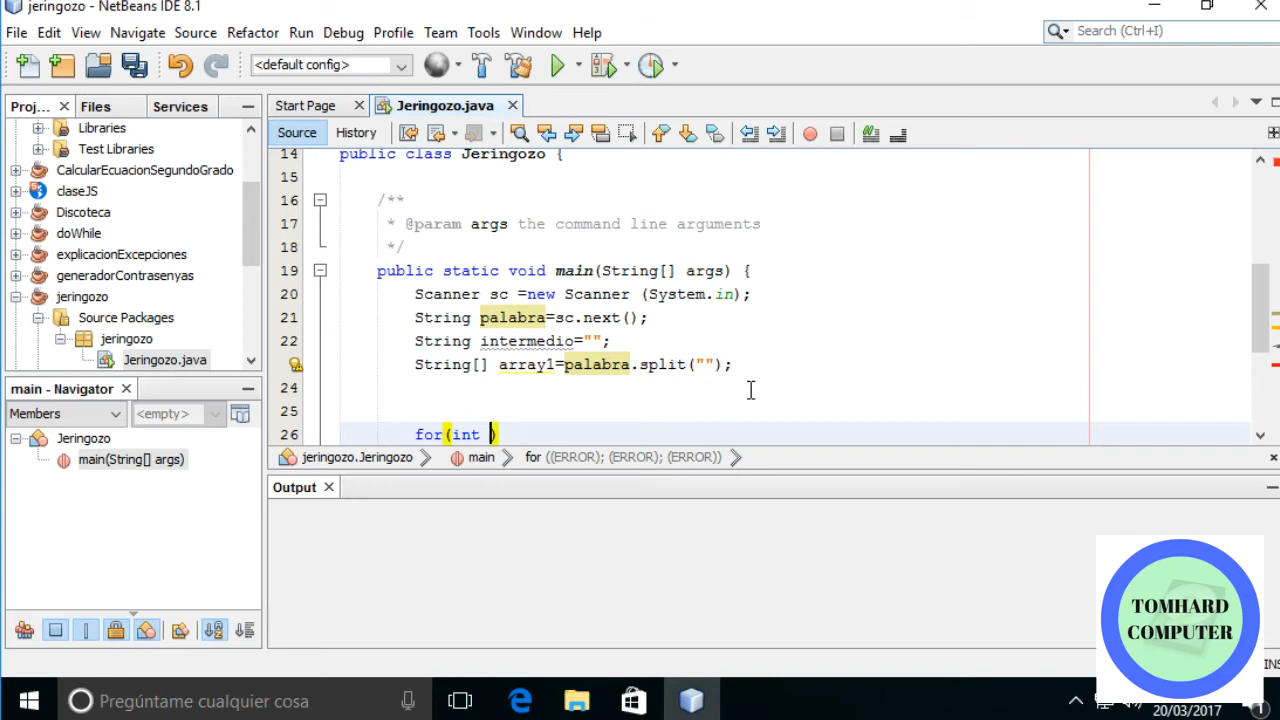 jeringozo - NetBeans IDE 8.1
File Edit View Navigate Source Refactor Run Debug Profile Team Tools Window Help
Search (Ctrl+I)
<default config>
Proj... Files Services
Start Page Jeringozo.java
Source History
Libraries
Test Libraries
CalcularEcuacionSegundoGrado
claseJS
Discoteca
doWhile
explicacionExcepciones
generadorContrasenyas
jeringozo
Source Packages
jeringozo
Jeringozo.java
14 public class Jeringozo {
15
16 /**
17 * @param args the command line arguments
18 */
19 public static void main(String[] args) {
20 Scanner sc =new Scanner (System.in);
21 String palabra=sc.next();
22 String intermedio="";
String[] array1=palabra.split("");
24
25
26 for(int )
jeringozo.Jeringozo main for ((ERROR); (ERROR); (ERROR))
main - Navigator
Members <empty>
Jeringozo
main(String[] args)
Output
TOMHARD
COMPUTER
INS
Pregúntame cualquier cosa
20/03/2017
1